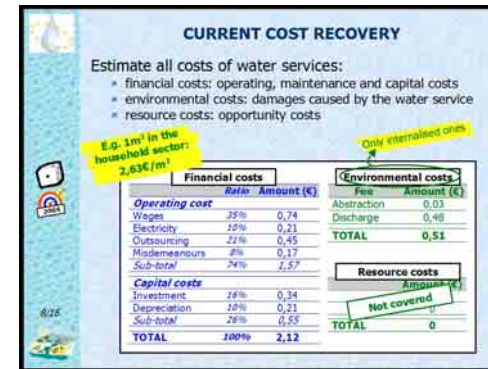 CURRENT COST RECOVERY
Estimate all costs of water services:
financial costs: operating, maintenance and capital costs
environmental costs: damages caused by the water service
resource costs: opportunity costs
E.g. 1m³ in the
household sector:
2,63€/m³
Only internalised ones
Financial costs
Ratio Amount (€)
Operating cost
Wages 35% 0,74
Electricity 10% 0,21
Outsourcing 21% 0,45
Misdemeanours 8% 0,17
Sub-total 74% 1,57
Capital costs
Investment 16% 0,34
Depreciation 10% 0,21
Sub-total 26% 0,55
TOTAL 100% 2,12
Environmental costs
Fee Amount (€)
Abstraction 0,03
Discharge 0,48
TOTAL 0,51
Resource costs
Amount (€)
Not covered
TOTAL 0
8/16